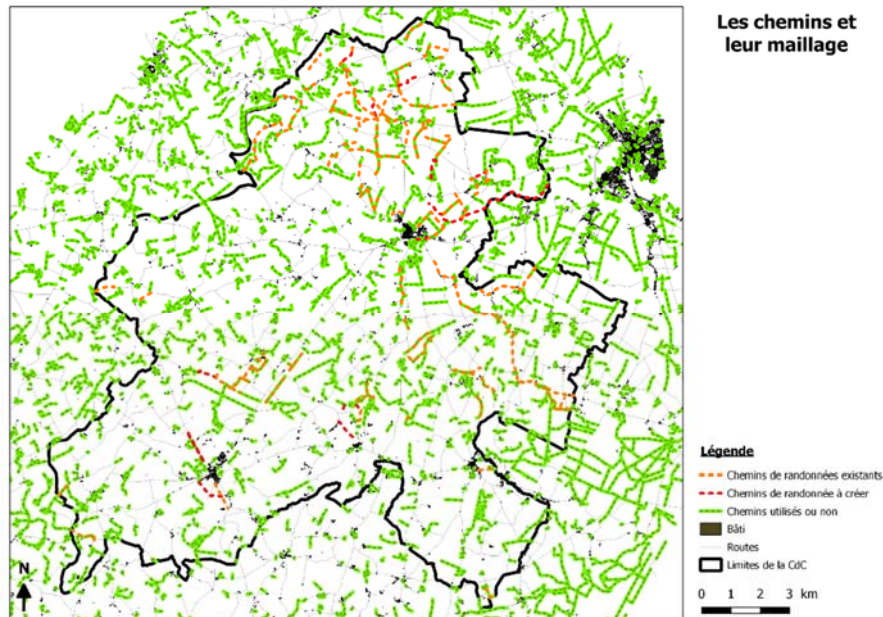 Les chemins et
leur maillage
Légende
Chemins de randonnées existants
Chemins de randonnée à créer
Chemins utilisés ou non
Bâti
Routes
Limites de la CdC
N
0 1 2 3 km